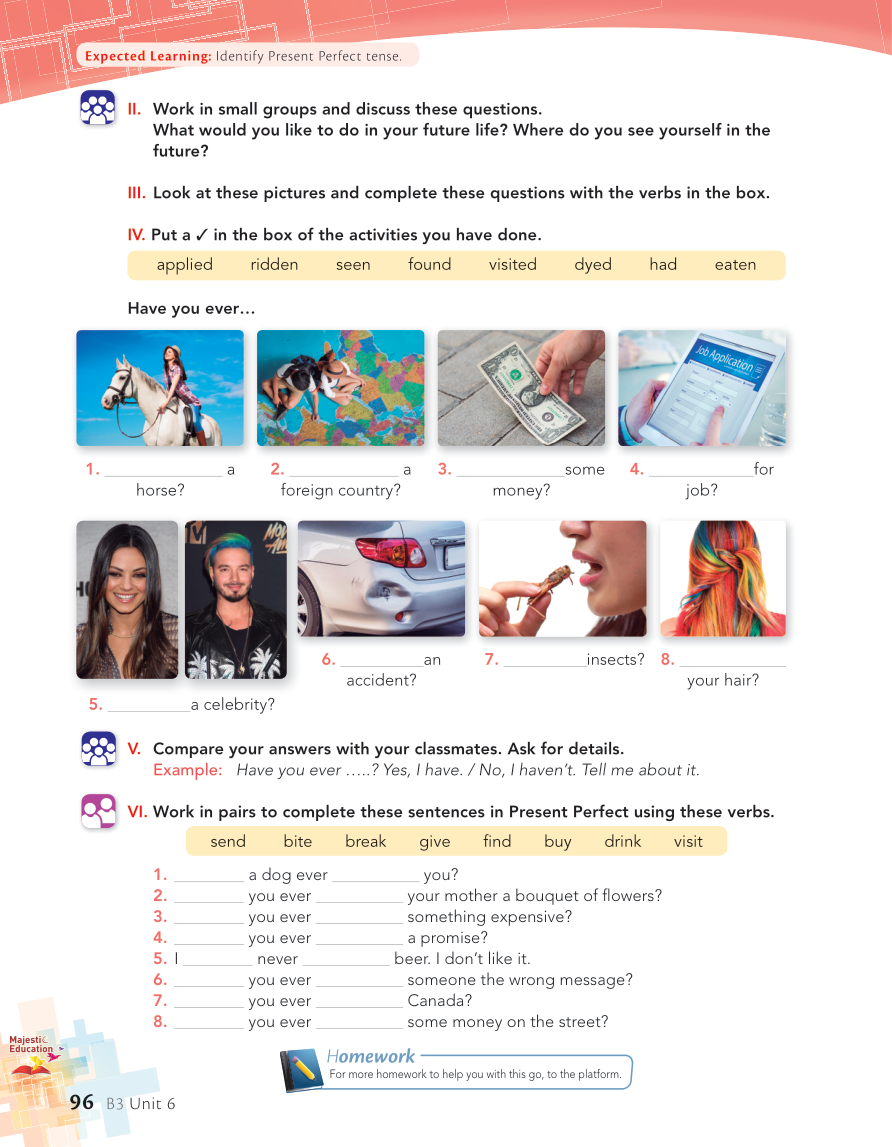 Expected Learning: Identify Present Perfect tense.
II. Work in small groups and discuss these questions.
What would you like to do in your future life? Where do you see yourself in the
future?
III. Look at these pictures and complete these questions with the verbs in the box.
IV. Put a ✓ in the box of the activities you have done.
applied ridden seen found visited dyed had eaten
Have you ever…
Job Application
1. ____________ a
horse?
2. ____________ a
foreign country?
3. ____________some
money?
4. ____________for
job?
5. _________a celebrity?
6. _________an
accident?
7. _________insects?
8. ____________
your hair?
V. Compare your answers with your classmates. Ask for details.
Example: Have you ever …..? Yes, I have. / No, I haven't. Tell me about it.
VI. Work in pairs to complete these sentences in Present Perfect using these verbs.
send bite break give find buy drink visit
1. ________ a dog ever __________ you?
2. ________ you ever __________ your mother a bouquet of flowers?
3. ________ you ever __________ something expensive?
4. ________ you ever __________ a promise?
5. I ________ never __________ beer. I don't like it.
6. ________ you ever __________ someone the wrong message?
7. ________ you ever __________ Canada?
8. ________ you ever __________ some money on the street?
Homework
For more homework to help you with this go, to the platform.
Majestic
Education
96 B3 Unit 6